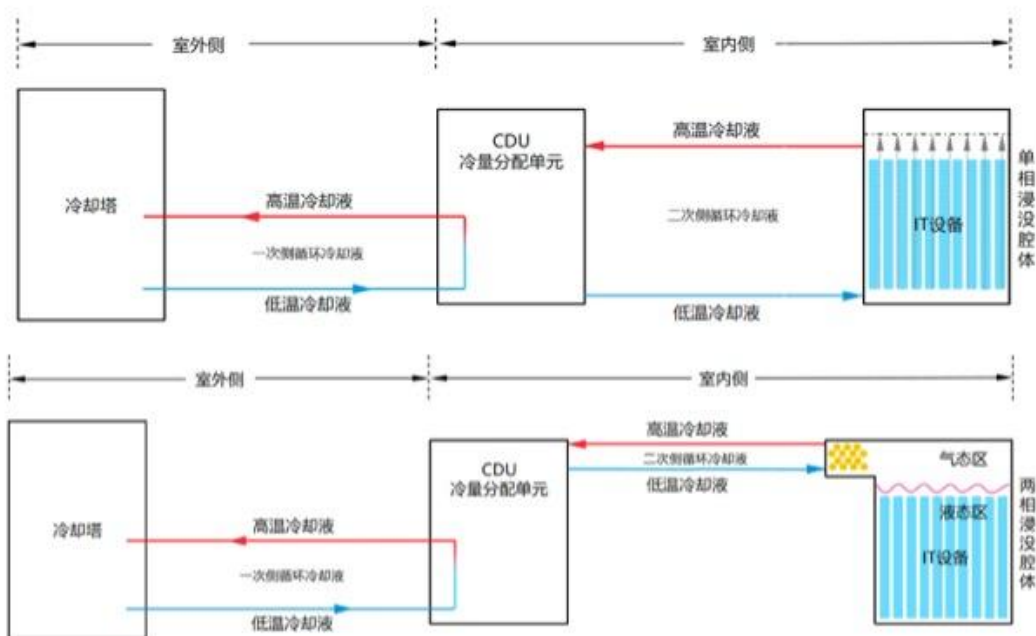 室外侧
室内侧
CDU
冷量分配单元
高温冷却液
冷却塔
高温冷却液
二次侧循环冷却液
IT设备
单相浸没腔体
一次侧循环冷却液
低温冷却液
低温冷却液
室外侧
室内侧
高温冷却液
CDU
冷量分配单元
二次侧循环冷却液
气态区
低温冷却液
液态区
两相浸没腔体
冷却塔
高温冷却液
IT设备
一次侧循环冷却液
低温冷却液